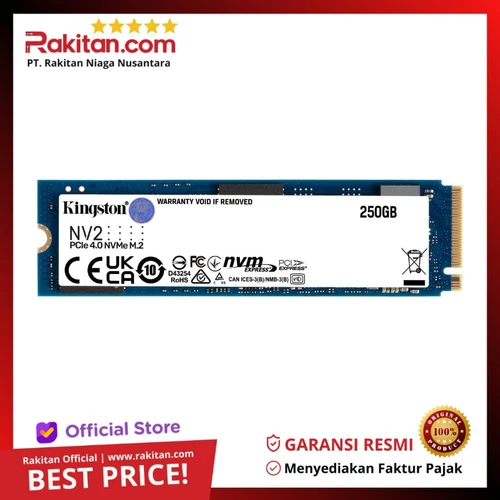 Rakitan.com
PT. Rakitan Niaga Nusantara
Kingston
WARRANTY VOID IF REMOVED
250GB
NV2
PCIe 4.0 NVMe M.2
CE UK CA 10 FC nvm EXPRESS PCI EXPRESS
D43254
RoHS
CAN ICES-3(B)/NMB-3(B)
Official Store
Rakitan Official | www.rakitan.com
BEST PRICE!
GARANSI RESMI
Menyediakan Faktur Pajak
ORIGINAL
100%
PRODUCT